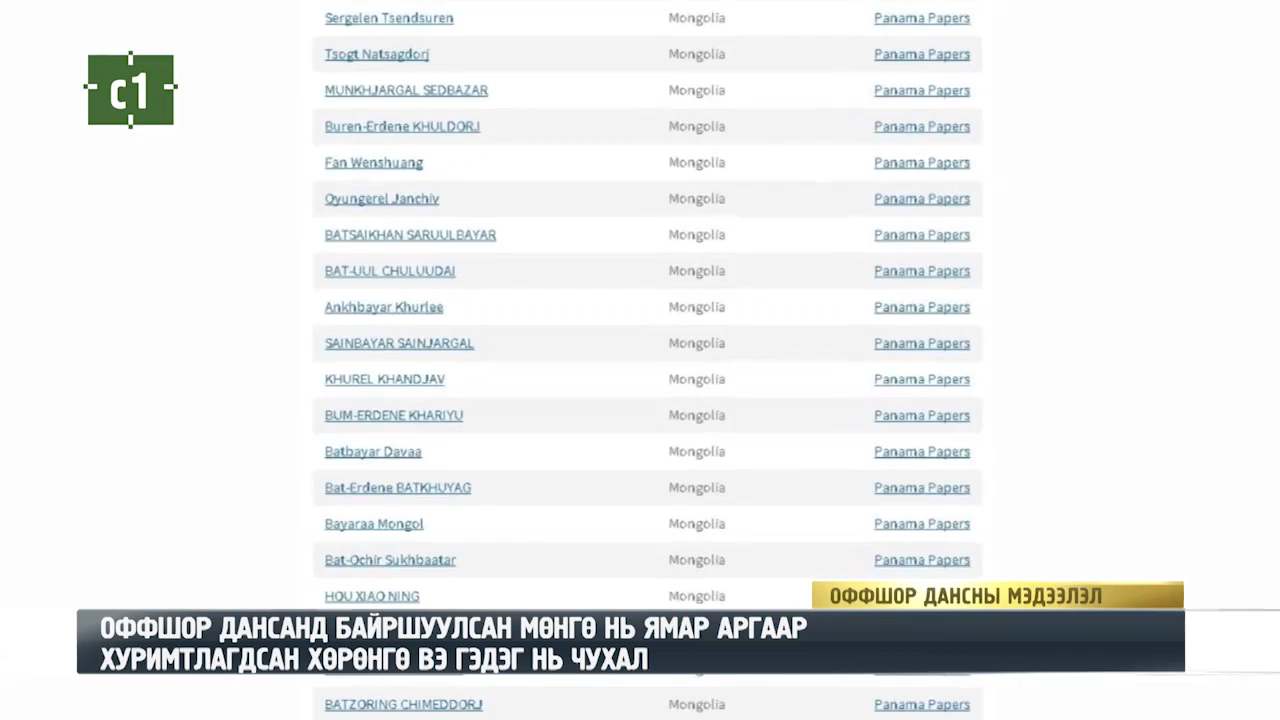 Sergelen Tsendsuren Mongolia Panama Papers
Tsogt Natsagdorj Mongolia Panama Papers
c1
MUNKHJARGAL SEDBAZAR Mongolia Panama Papers
Buren-Erdene KHULDORJ Mongolia Panama Papers
Fan Wenshuang Mongolia Panama Papers
Oyungerel Janchiv Mongolia Panama Papers
BATSAIKHAN SARUULBAYAR Mongolia Panama Papers
BAT-UUL CHULUUDAI Mongolia Panama Papers
Ankhbayar Khurlee Mongolia Panama Papers
SAINBAYAR SAINJARGAL Mongolia Panama Papers
KHUREL KHANDJAV Mongolia Panama Papers
BUM-ERDENE KHARIYU Mongolia Panama Papers
Batbayar Davaa Mongolia Panama Papers
Bat-Erdene BATKHUYAG Mongolia Panama Papers
Bayaraa Mongol Mongolia Panama Papers
Bat-Ochir Sukhbaatar Mongolia Panama Papers
HOU XIAO NING Mongolia
ОФФШОР ДАНСНЫ МЭДЭЭЛЭЛ
ОФФШОР ДАНСАНД БАЙРШУУЛСАН МӨНГӨ НЬ ЯМАР АРГААР
ХУРИМТЛАГДСАН ХӨРӨНГӨ ВЭ ГЭДЭГ НЬ ЧУХАЛ
BATZORING CHIMEDDORJ Mongolia Panama Papers